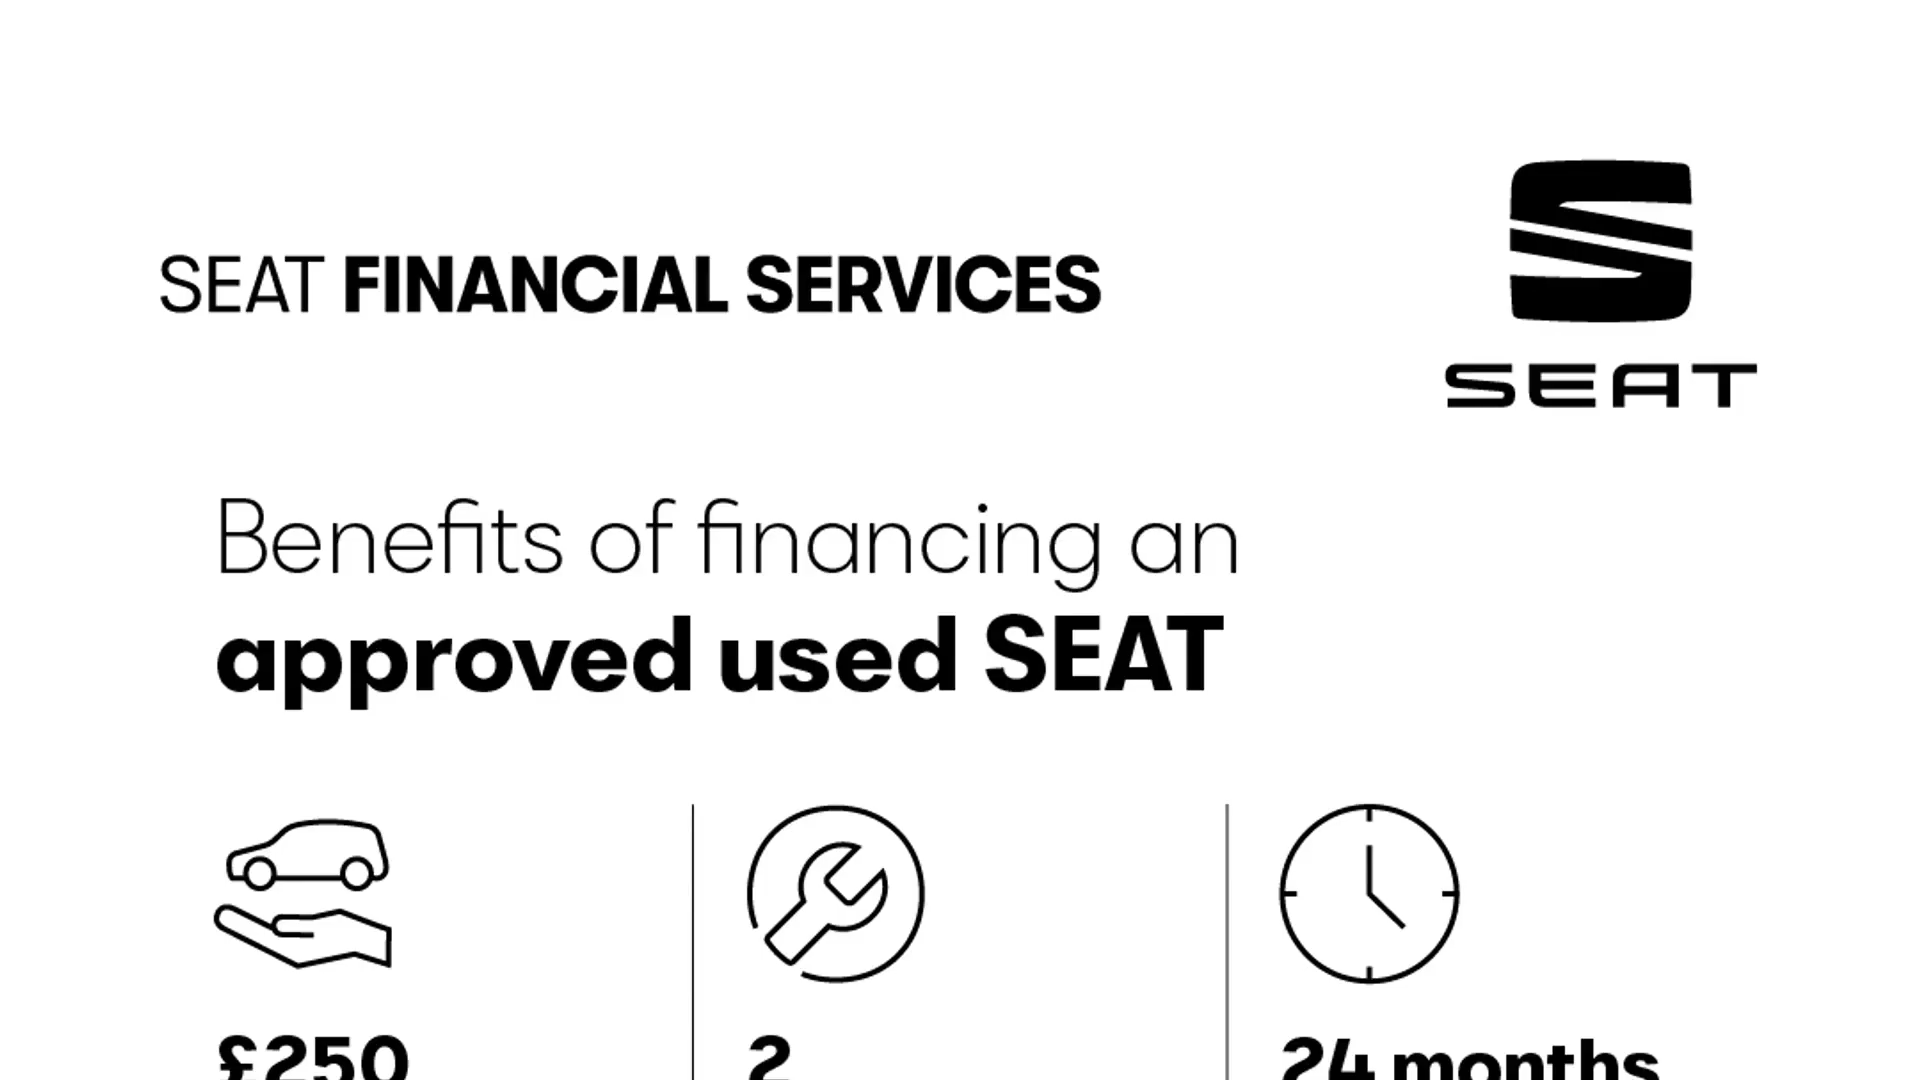 SEAT FINANCIAL SERVICES
SEAT
Benefits of financing an
approved used SEAT
£250
2
24 months